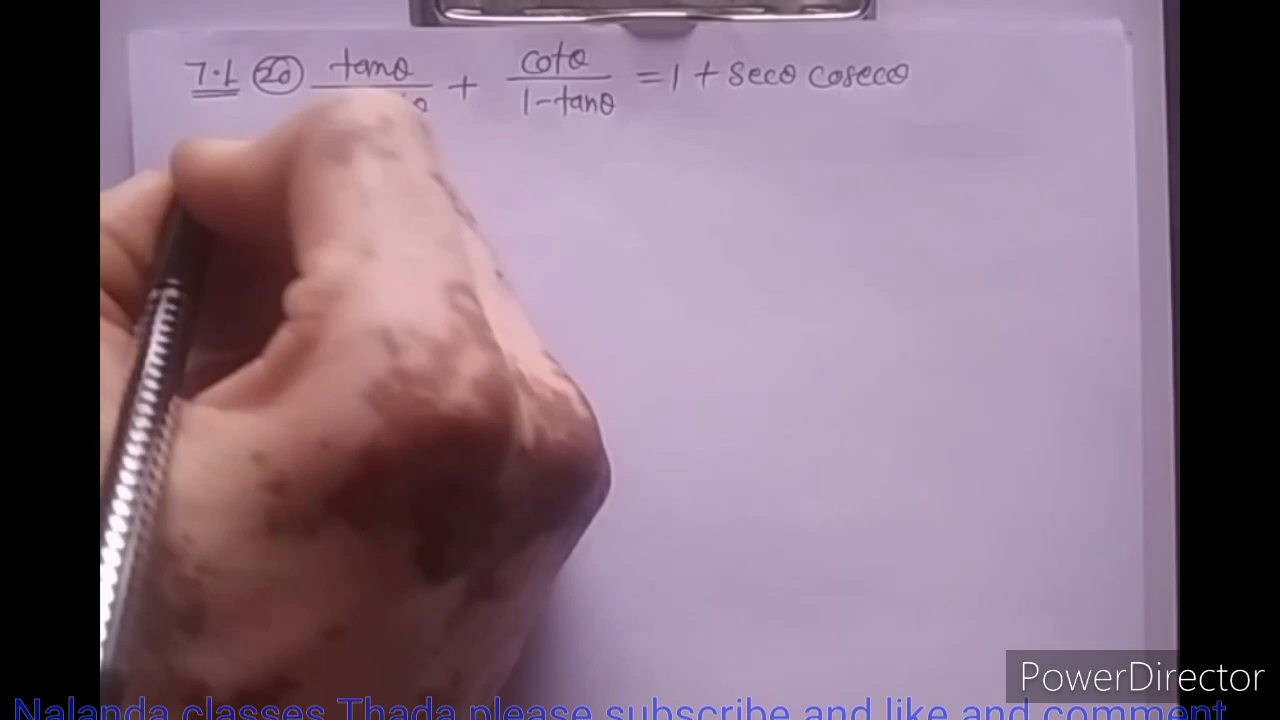 7.1 (20) tanθ + cotθ / 1-tanθ = 1 + secθ cosecθ
PowerDirector
Nalanda classes Thada please subscribe and like and comment